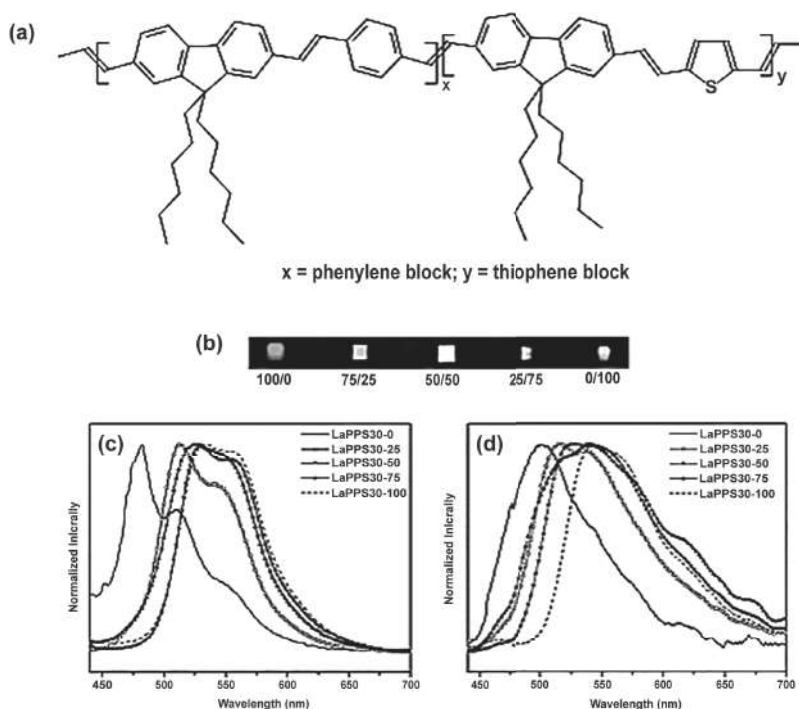 (a)
x
y
S
x = phenylene block; y = thiophene block
(b)
100/0 75/25 50/50 25/75 0/100
(c)
LaPPS30-0
LaPPS30-25
LaPPS30-50
LaPPS30-75
LaPPS30-100
Normalized Inicrally
450 500 550 600 650 700
Wavelength (nm)
(d)
LaPPS30-0
LaPPS30-25
LaPPS30-50
LaPPS30-75
LaPPS30-100
Normalized Inicrally
450 500 550 600 650 700
Wavelength (nm)